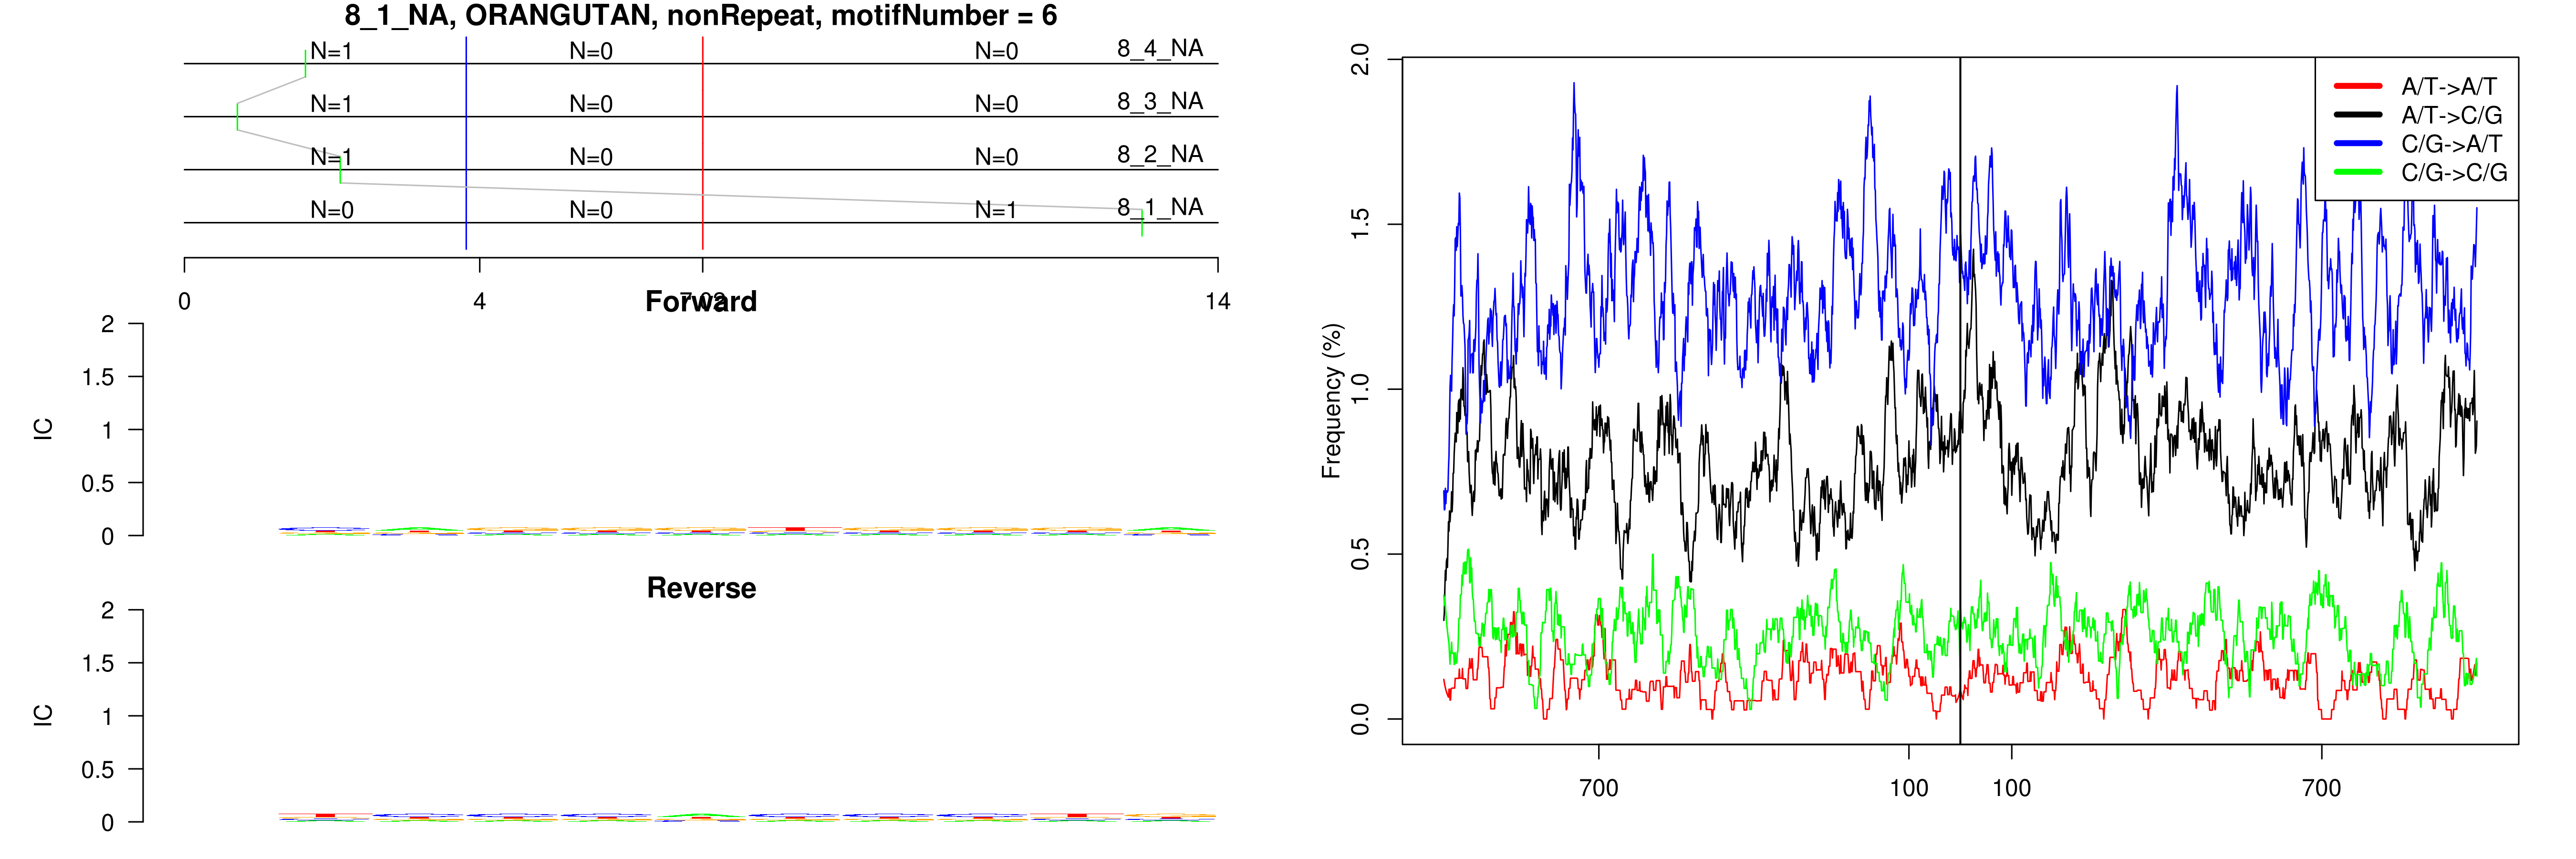 8_1_NA, ORANGUTAN, nonRepeat, motifNumber = 6
N=1 N=0 N=0 8_4_NA
N=1 N=0 N=0 8_3_NA
N=1 N=0 N=0 8_2_NA
N=0 N=0 N=1 8_1_NA
0 4 14
Forward
2
1.5
1
0.5
0
IC
Reverse
2
1.5
1
0.5
0
IC
2.0
1.5
1.0
0.5
0.0
Frequency (%)
A/T->A/T
A/T->C/G
C/G->A/T
C/G->C/G
700 100 100 700